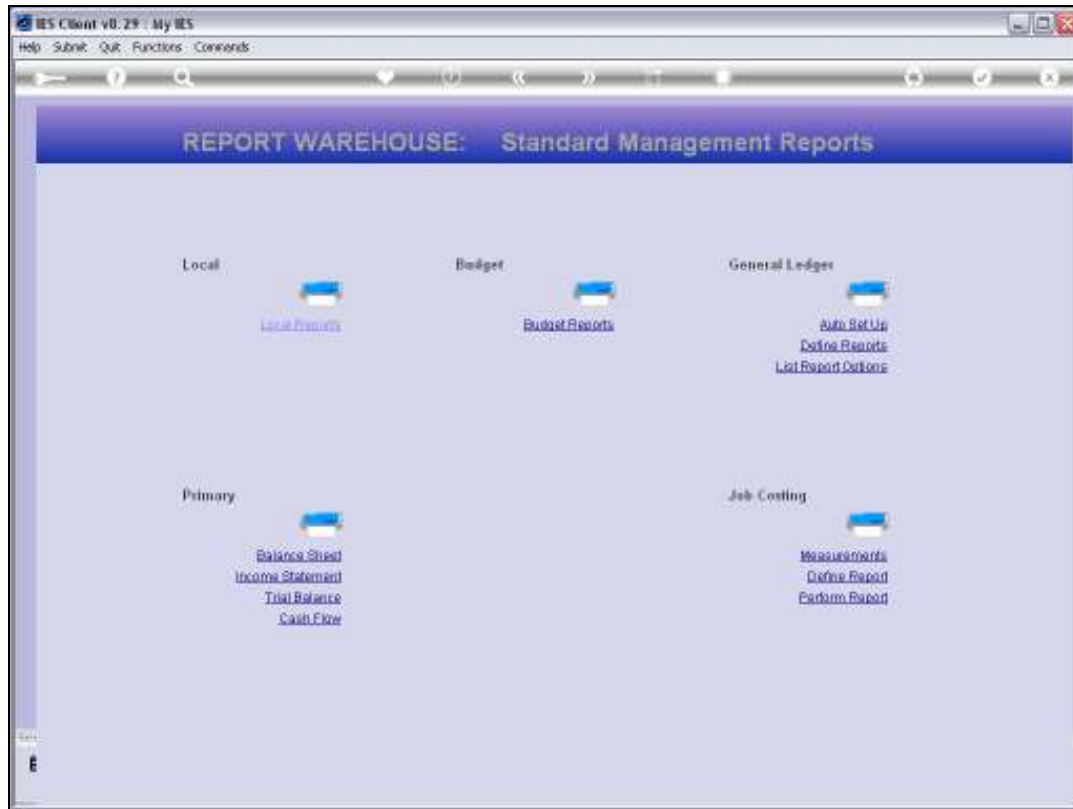 IES Client v8.29 : My IES
Help Submit Quit Functions Commands
REPORT WAREHOUSE: Standard Management Reports
Local Budget General Ledger
Local Reports Budget Reports Auto Set Up
Define Reports
List Report Options
Primary Job Costing
Balance Sheet Measurements
Income Statement Define Report
Trial Balance Perform Report
Cash Flow